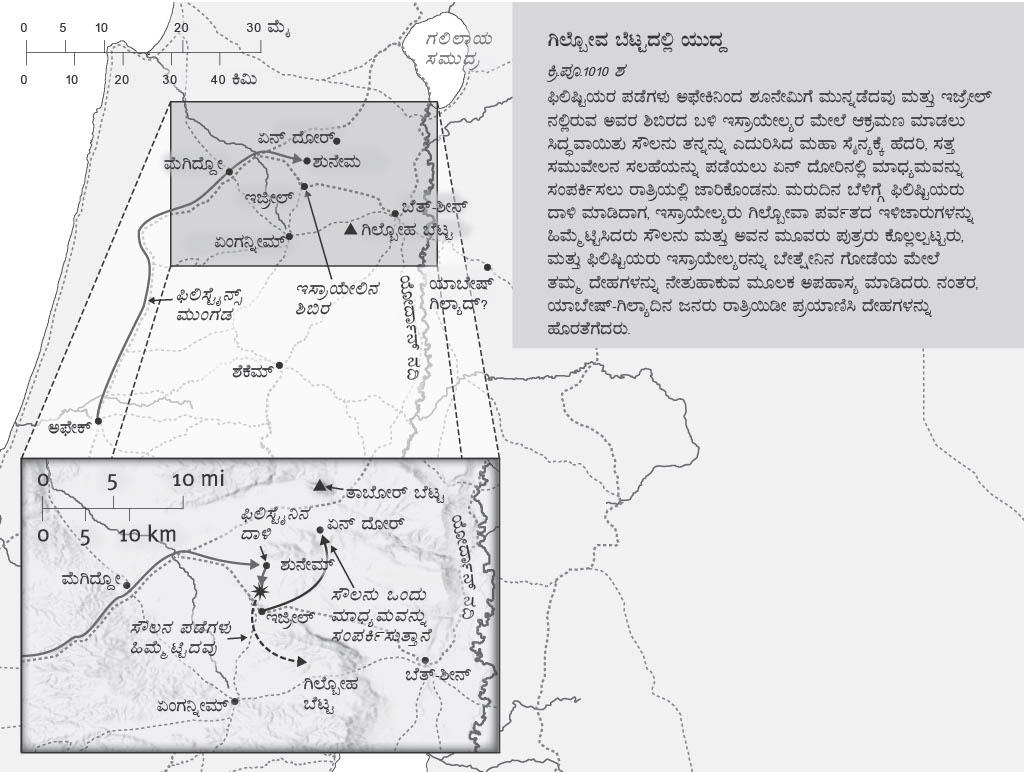 0 5 10 20 30 ಮೈ
0 10 20 30 40 ಕಿಮಿ
ಗಲಿಲಾಯ
ಸಮುದ್ರ
ಏನ್ ದೋರ್
ಶುನೇಮ
ಮೆಗಿದ್ದೋ
ಇಜ್ರೇಲ್
ಬೆತ್-ಶೀನ್
ಗಿಲ್ಬೋಹ ಬೆಟ್ಟ
ಏಂಗನ್ನೀಮ್
ಯಾಬೇಷ್
ಗಿಲ್ಯಾದ್?
ಇಸ್ರಾಯೇಲಿನ
ಶಿಬಿರ
ಫಿಲಿಸ್ಟೈನ್ಸ್
ಮುಂಗಡ
ಯೋರ್ದಾನ್ ನದಿ
ಶೆಕೆಮ್
ಅಫೇಕ್
ಗಿಲ್ಬೋವ ಬೆಟ್ಟದಲ್ಲಿ ಯುದ್ಧ
ಕ್ರಿ.ಪೂ.1010 ಶ
ಫಿಲಿಷ್ಟಿಯರ ಪಡೆಗಳು ಅಫೇಕಿನಿಂದ ಶೂನೇಮಿಗೆ ಮುನ್ನಡೆದವು ಮತ್ತು ಇಜ್ರೇಲ್
ನಲ್ಲಿರುವ ಅವರ ಶಿಬಿರದ ಬಳಿ ಇಸ್ರಾಯೇಲ್ಯರ ಮೇಲೆ ಆಕ್ರಮಣ ಮಾಡಲು
ಸಿದ್ಧವಾಯಿತು ಸೌಲನು ತನ್ನನ್ನು ಎದುರಿಸಿದ ಮಹಾ ಸೈನ್ಯಕ್ಕೆ ಹೆದರಿ, ಸತ್ತ
ಸಮುವೇಲನ ಸಲಹೆಯನ್ನು ಪಡೆಯಲು ಏನ್ ದೋರಿನಲ್ಲಿ ಮಾಧ್ಯಮವನ್ನು
ಸಂಪರ್ಕಿಸಲು ರಾತ್ರಿಯಲ್ಲಿ ಜಾರಿಕೊಂಡನು. ಮರುದಿನ ಬೆಳಿಗ್ಗೆ ಫಿಲಿಷ್ಟಿಯರು
ದಾಳಿ ಮಾಡಿದಾಗ, ಇಸ್ರಾಯೇಲ್ಯರು ಗಿಲ್ಬೋವಾ ಪರ್ವತದ ಇಳಿಜಾರುಗಳನ್ನು
ಹಿಮ್ಮೆಟ್ಟಿಸಿದರು ಸೌಲನು ಮತ್ತು ಅವನ ಮೂವರು ಪುತ್ರರು ಕೊಲ್ಲಲ್ಪಟ್ಟರು,
ಮತ್ತು ಫಿಲಿಷ್ಟಿಯರು ಇಸ್ರಾಯೇಲ್ಯರನ್ನು ಬೇತ್ಷೇನಿನ ಗೋಡೆಯ ಮೇಲೆ
ತಮ್ಮ ದೇಹಗಳನ್ನು ನೇತುಹಾಕುವ ಮೂಲಕ ಅಪಹಾಸ್ಯ ಮಾಡಿದರು. ನಂತರ,
ಯಾಬೇಷ್-ಗಿಲ್ಯಾದಿನ ಜನರು ರಾತ್ರಿಯಿಡೀ ಪ್ರಯಾಣಿಸಿ ದೇಹಗಳನ್ನು
ಹೊರತೆಗೆದರು.
0 5 10 mi
0 5 10 km
ತಾಬೋರ್ ಬೆಟ್ಟ
ಫಿಲಿಸ್ಟೈನಿನ
ದಾಳಿ
ಏನ್ ದೋರ್
ಶುನೇಮ್
ಮೆಗಿದ್ದೋ
ಇಜ್ರೀಲ್
ಸೌಲನು ಒಂದು
ಮಾಧ್ಯಮವನ್ನು
ಸಂಪರ್ಕಿಸುತ್ತಾನೆ
ಸೌಲನ ಪಡೆಗಳು
ಹಿಮ್ಮೆಟ್ಟಿದವು
ಗಿಲ್ಬೋಹ
ಬೆಟ್ಟ
ಬೆತ್-ಶೀನ್
ಏಂಗನ್ನೀಮ್
ಯೋರ್ದಾನ್ ನದಿ